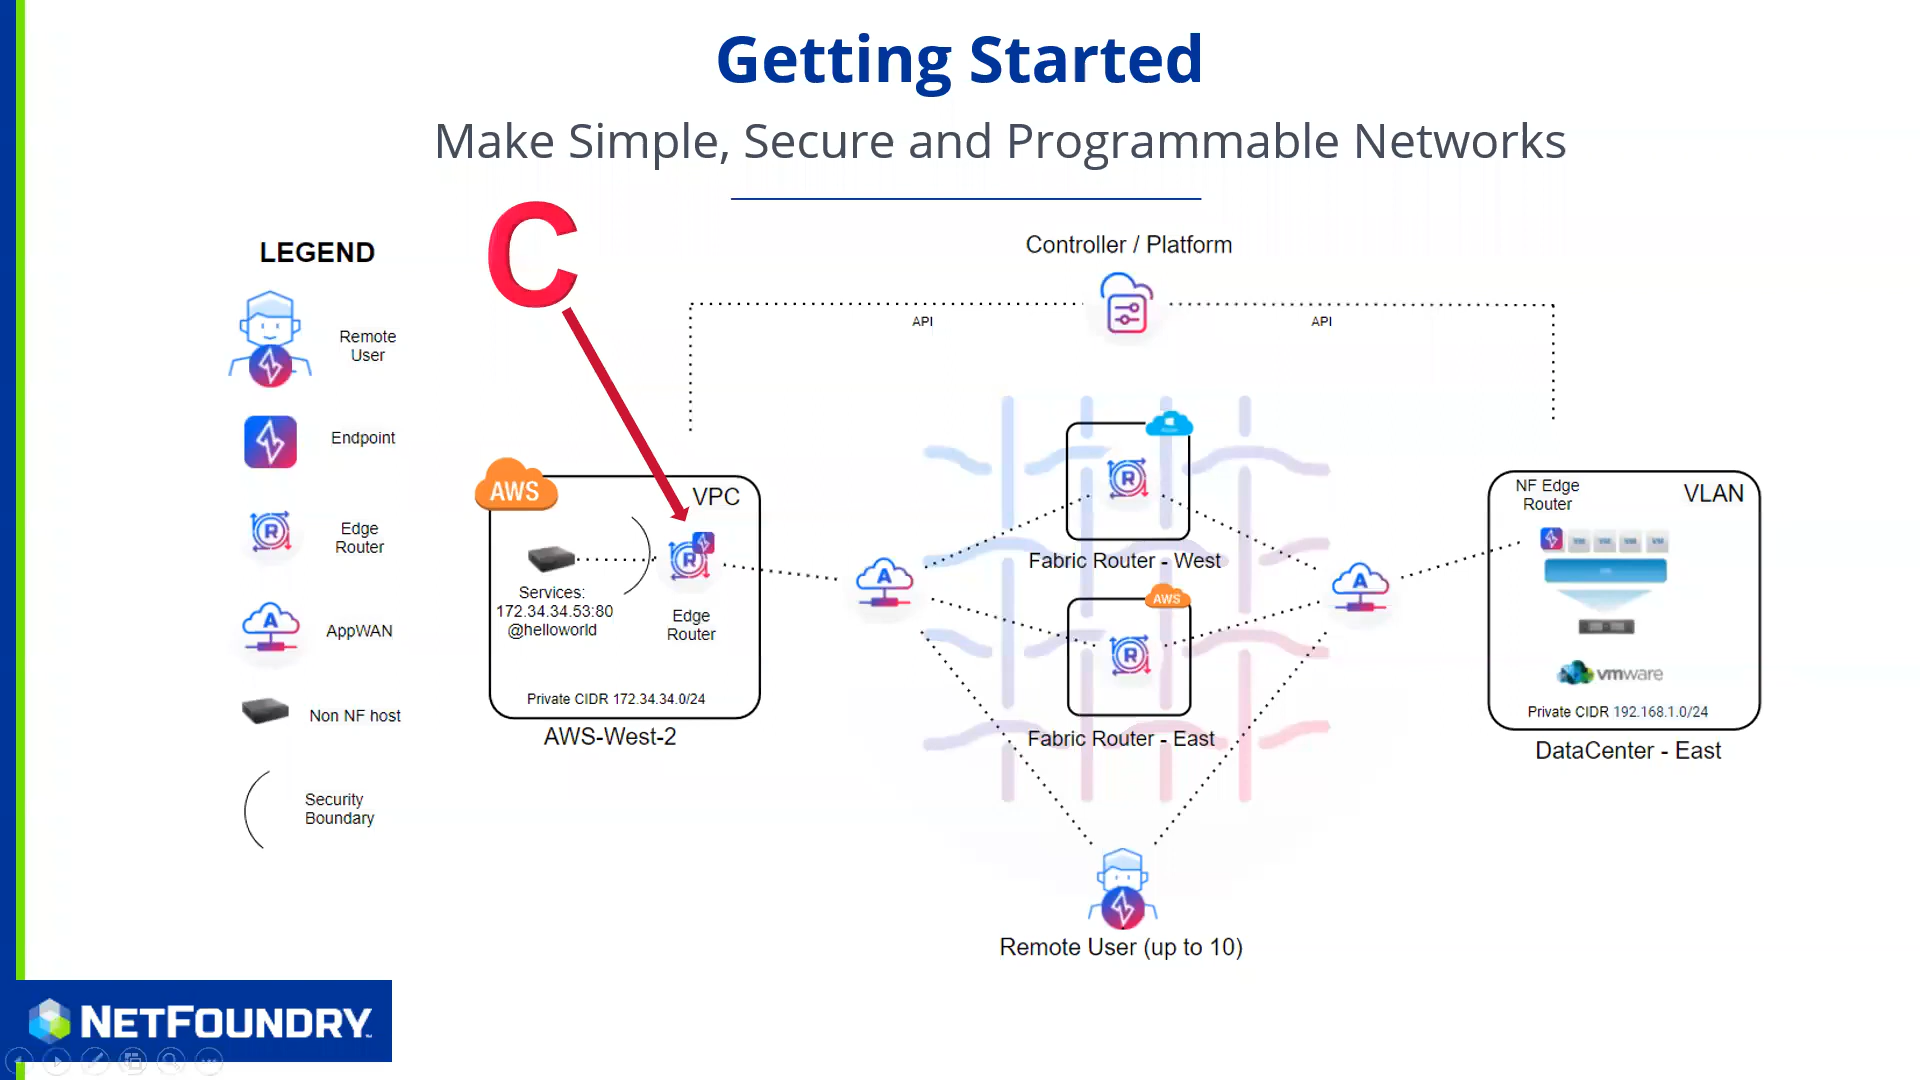 Getting Started
Make Simple, Secure and Programmable Networks
C
LEGEND
Remote
User
Endpoint
R
Edge
Router
A
AppWAN
Non NF host
Security
Boundary
Controller / Platform
API
API
AWS
VPC
Services:
172.34.34.53:80
@helloworld
R
Edge
Router
Private CIDR 172.34.34.0/24
AWS-West-2
A
R
Fabric Router - West
AWS
R
Fabric Router - East
A
Remote User (up to 10)
NF Edge
Router
VLAN
vmware
Private CIDR 192.168.1.0/24
DataCenter - East
NETFOUNDRY